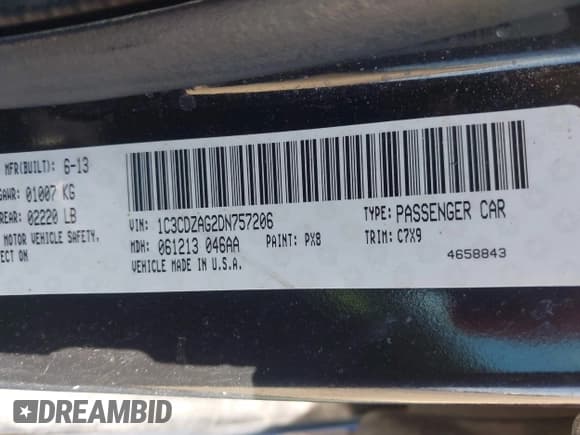 MFR(BUILT): 6-13
GAWR: 01007 KG
REAR: 02220 LB
MOTOR VEHICLE SAFETY,
FECT ON
VIN: 1C3CDZAG2DN757206
TYPE: PASSENGER CAR
MDH: 061213 046AA
PAINT: PX8
TRIM: C7X9
VEHICLE MADE IN U.S.A.
4658843
DREAMBID